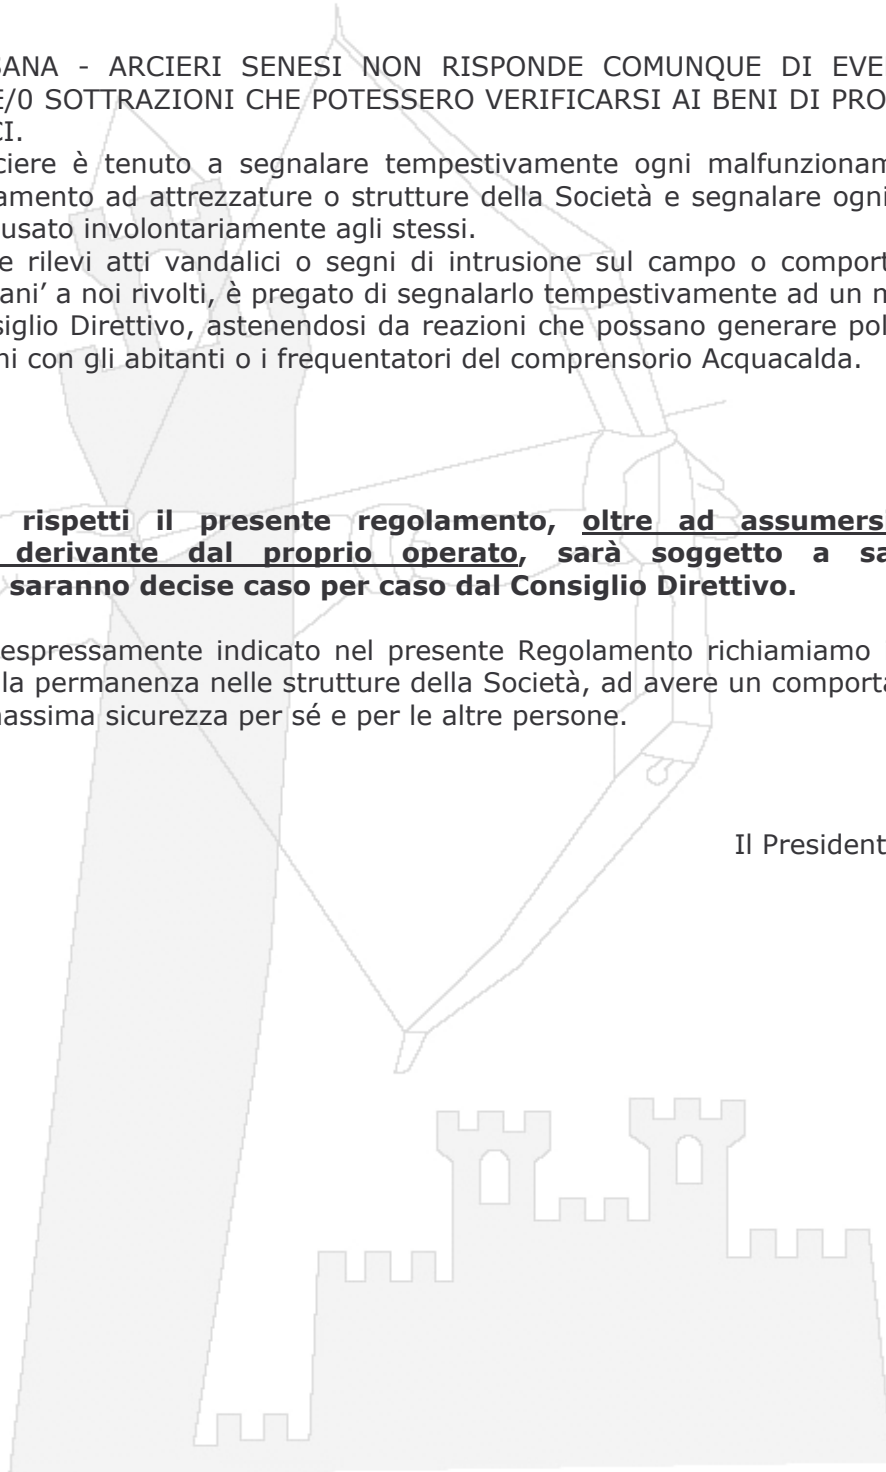 SANA - ARCIERI SENESI NON RISPONDE COMUNQUE DI EVE
E/0 SOTTRAZIONI CHE POTESSERO VERIFICARSI AI BENI DI PRO
CI.
ciere è tenuto a segnalare tempestivamente ogni malfunzionam
amento ad attrezzature o strutture della Società e segnalare ogni
usato involontariamente agli stessi.
e rilevi atti vandalici o segni di intrusione sul campo o comport
ani’ a noi rivolti, è pregato di segnalarlo tempestivamente ad un m
siglio Direttivo, astenendosi da reazioni che possano generare pol
ni con gli abitanti o i frequentatori del comprensorio Acquacalda.
rispetti il presente regolamento, oltre ad assumersi
derivante dal proprio operato, sarà soggetto a sa
saranno decise caso per caso dal Consiglio Direttivo.
espressamente indicato nel presente Regolamento richiamiamo
la permanenza nelle strutture della Società, ad avere un comporta
massima sicurezza per sé e per le altre persone.
Il President